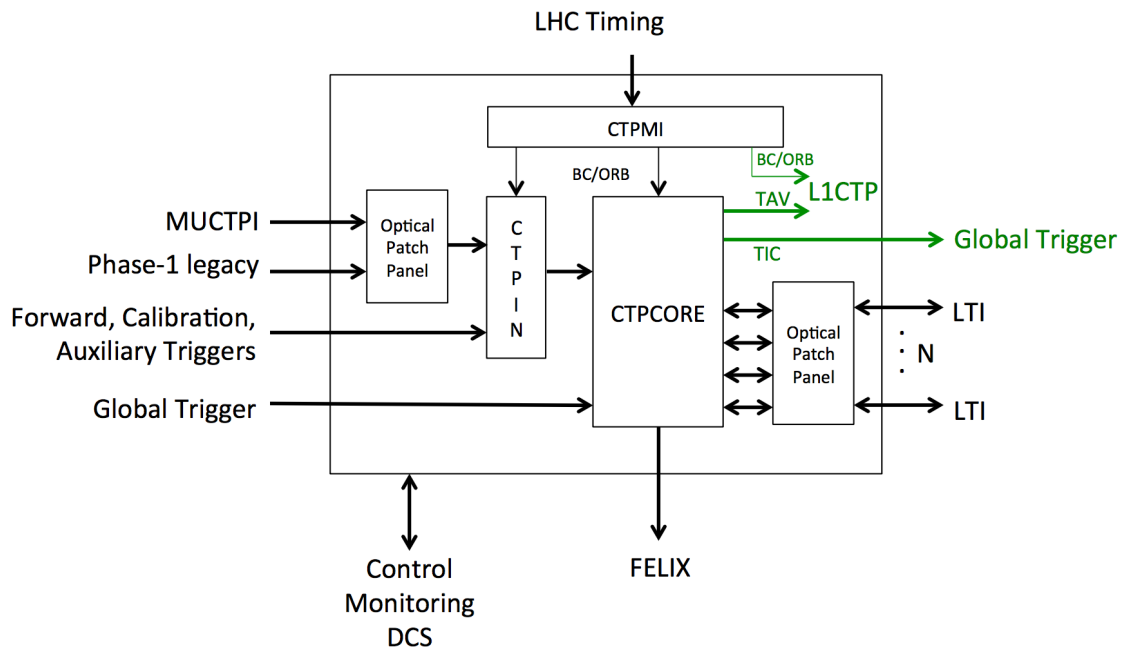 LHC Timing
CTPMI
BC/ORB
BC/ORB
L1CTP
TAV
MUCTPI
Phase-1 legacy
Optical
Patch
Panel
C
T
P
I
N
TIC
Global Trigger
Forward, Calibration,
Auxiliary Triggers
CTPCORE
Optical
Patch
Panel
LTI
N
LTI
Global Trigger
FELIX
Control
Monitoring
DCS